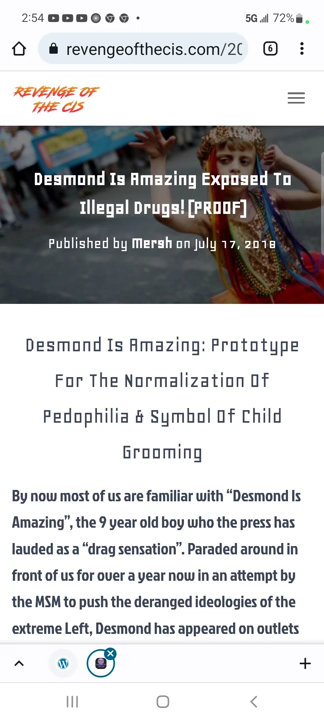 2:54
5G 72%
revengeofthecis.com/20
6
REVENGE OF
THE CIS
Desmond Is Amazing Exposed To
Illegal Drugs! [PROOF]
Published by Mersh on July 17, 2018
Desmond Is Amazing: Prototype
For The Normalization Of
Pedophilia & Symbol Of Child
Grooming
By now most of us are familiar with “Desmond Is
Amazing”, the 9 year old boy who the press has
lauded as a “drag sensation”. Paraded around in
front of us for over a year now in an attempt by
the MSM to push the deranged ideologies of the
extreme Left, Desmond has appeared on outlets